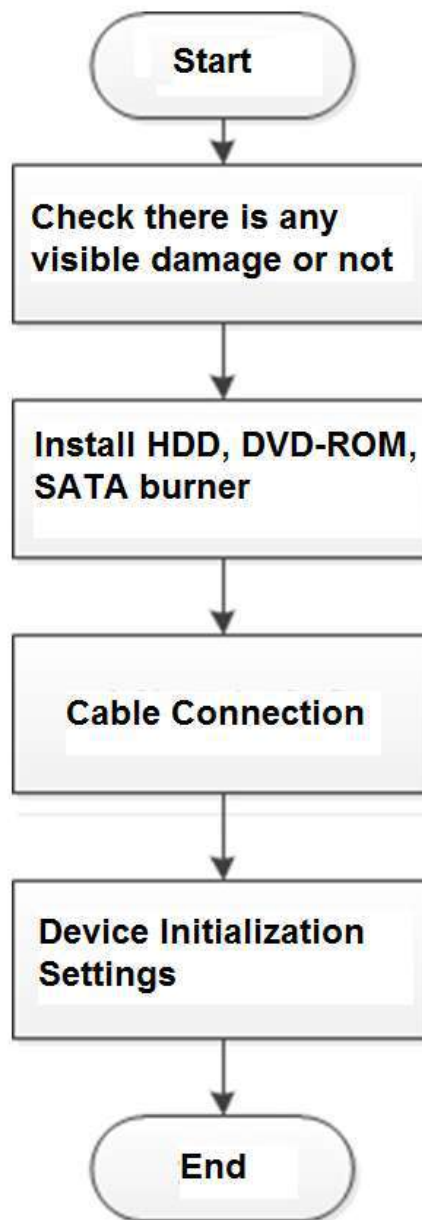 Start
Check there is any
visible damage or not
Install HDD, DVD-ROM,
SATA burner
Cable Connection
Device Initialization
Settings
End